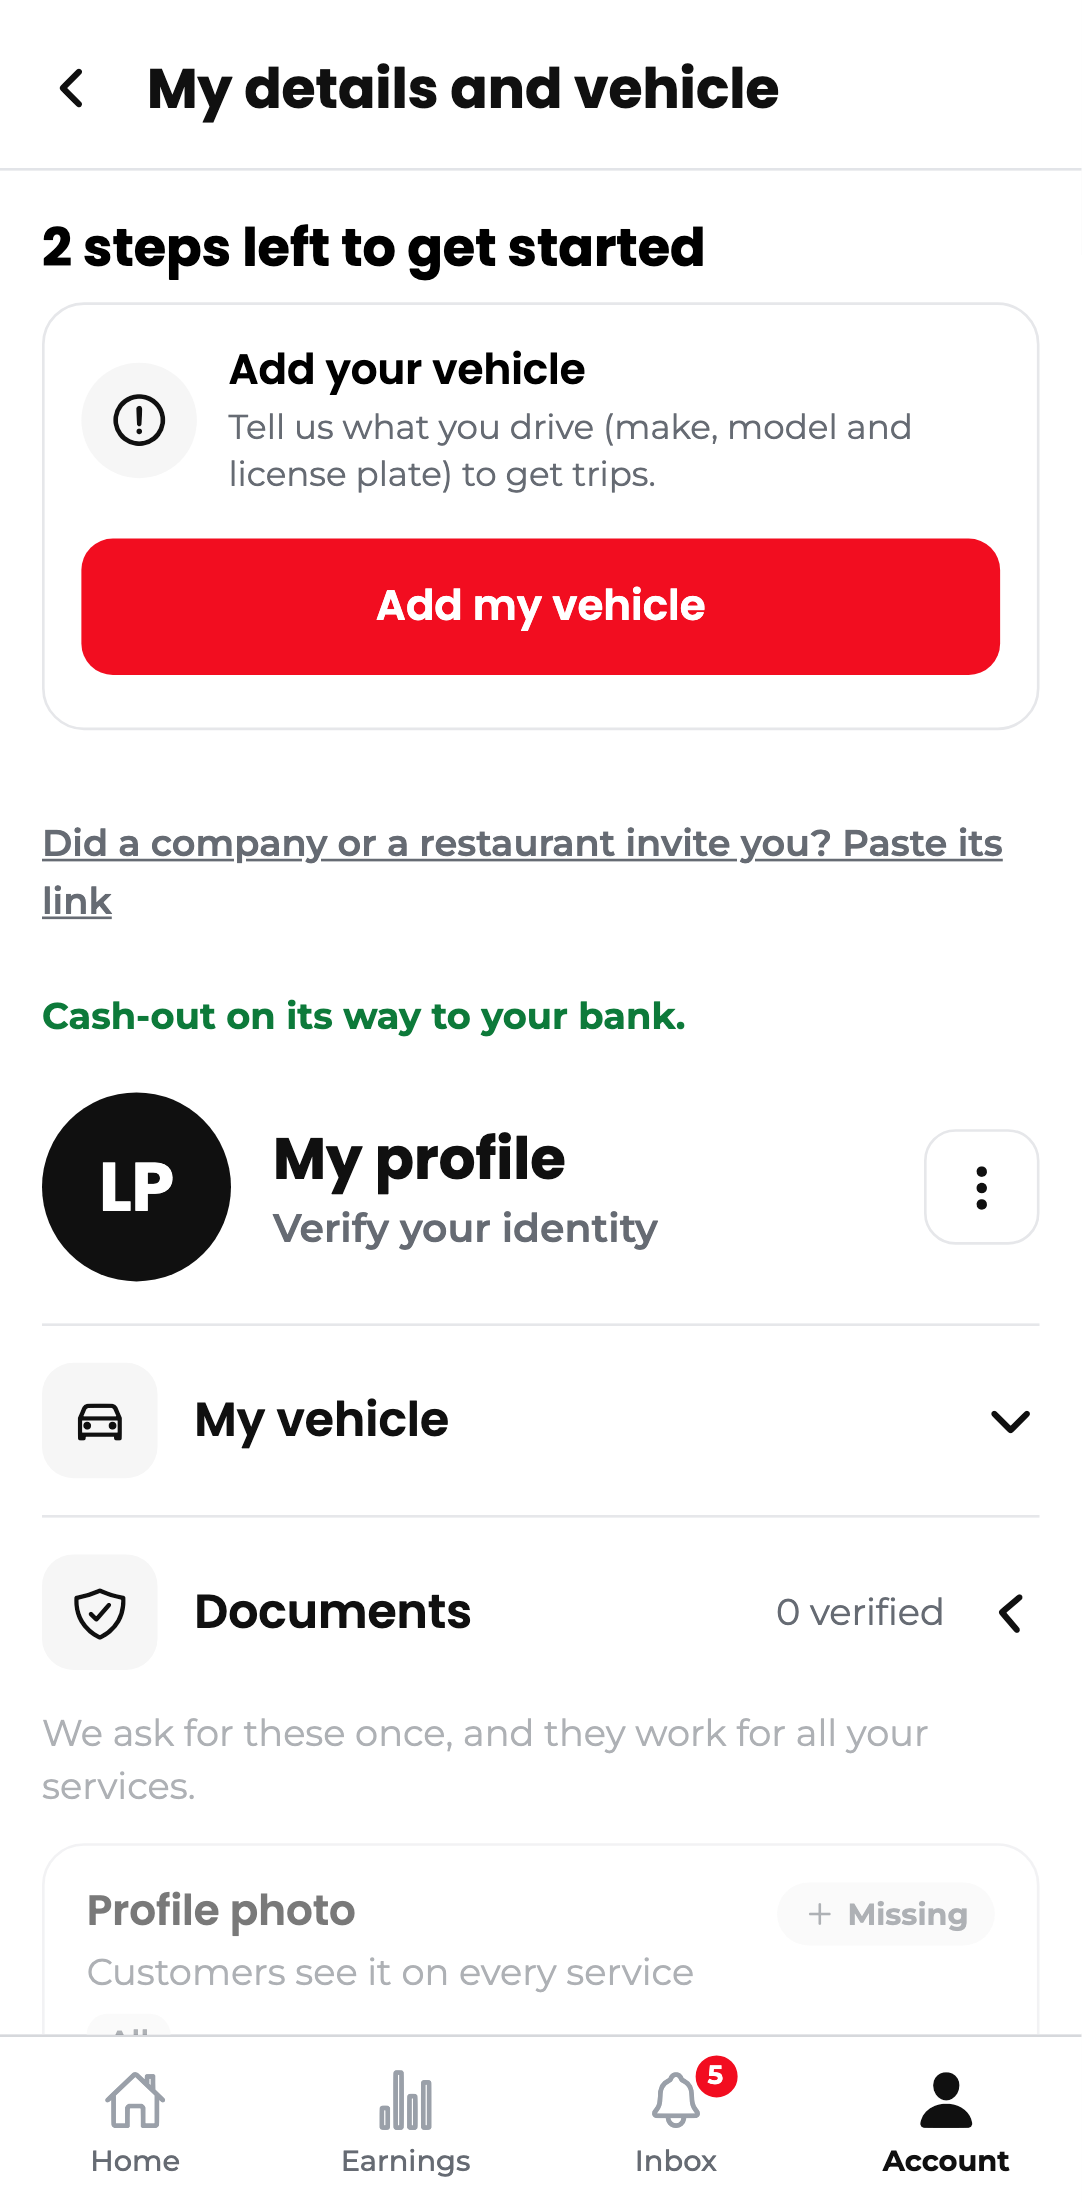 My details and vehicle
2 steps left to get started
Add your vehicle
Tell us what you drive (make, model and
license plate) to get trips.
Add my vehicle
Did a company or a restaurant invite you? Paste its
link
Cash-out on its way to your bank.
LP
My profile
Verify your identity
My vehicle
Documents
0 verified
We ask for these once, and they work for all your
services.
Profile photo
+ Missing
Customers see it on every service
All
5
Home
Earnings
Inbox
Account